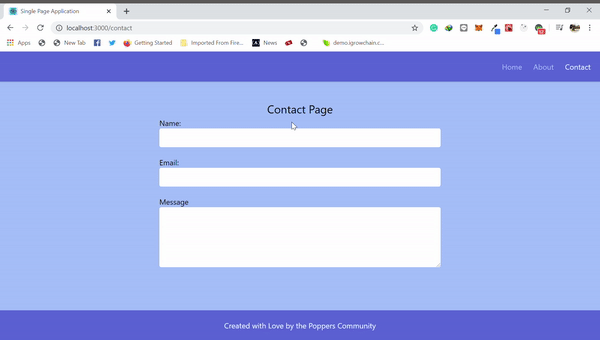 Single Page Application
localhost:3000/contact
Apps
New Tab
Getting Started
Imported From Fire...
News
demo.igrowchain.c...
Home About Contact
Contact Page
Name:
Email:
Message
Created with Love by the Poppers Community